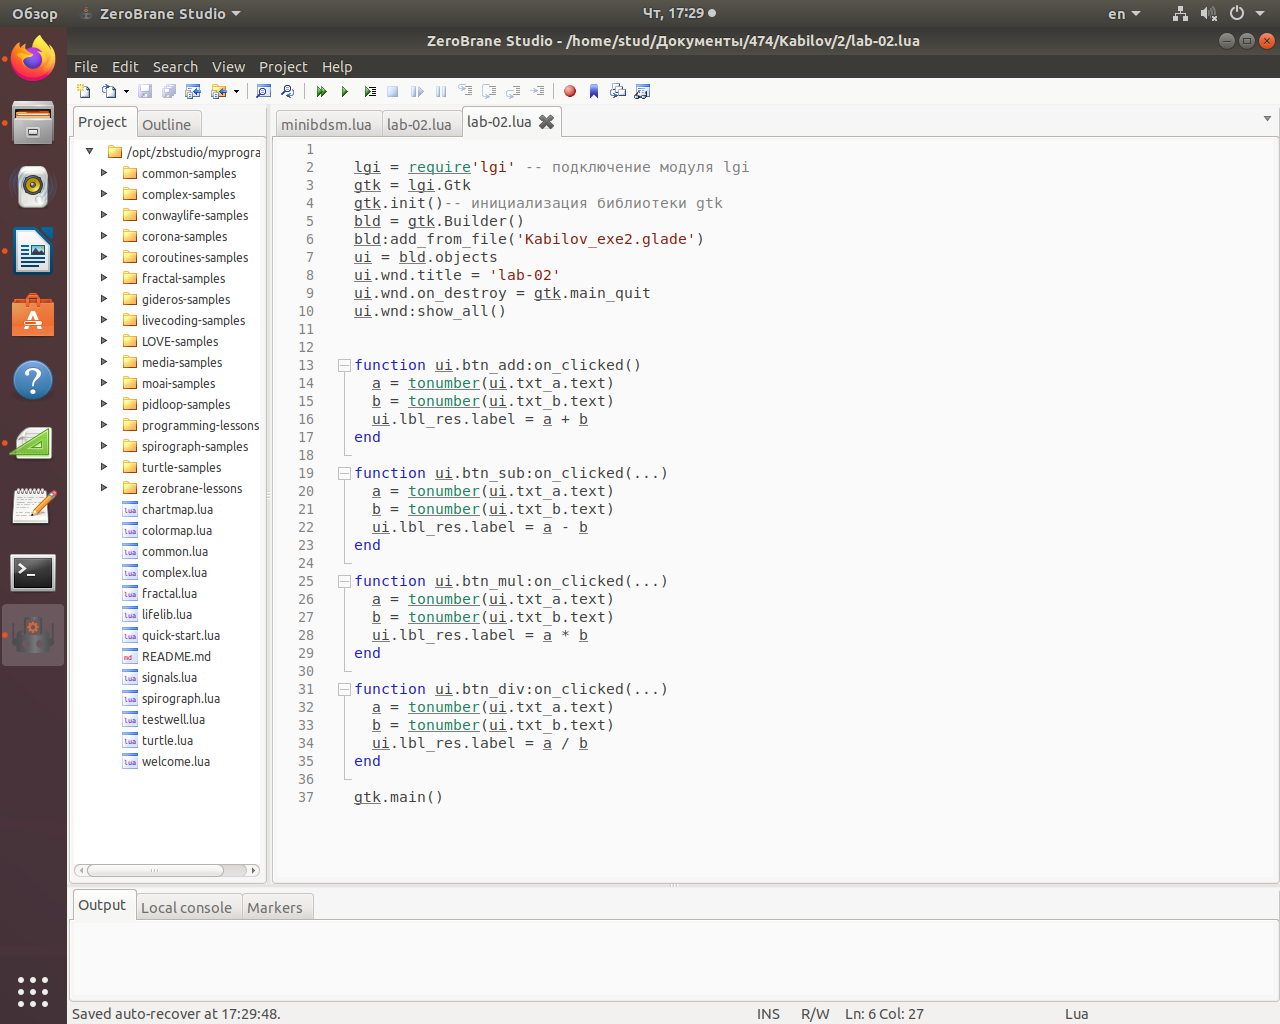 Обзор ZeroBrane Studio Чт, 17:29 en
ZeroBrane Studio - /home/stud/Документы/474/Kabilov/2/lab-02.lua
File Edit Search View Project Help
Project Outline
/opt/zbstudio/myprogra
common-samples
complex-samples
conwaylife-samples
corona-samples
coroutines-samples
fractal-samples
gideros-samples
livecoding-samples
LOVE-samples
media-samples
moai-samples
pidloop-samples
programming-lessons
spirograph-samples
turtle-samples
zerobrane-lessons
chartmap.lua
colormap.lua
common.lua
complex.lua
fractal.lua
lifelib.lua
quick-start.lua
README.md
signals.lua
spirograph.lua
testwell.lua
turtle.lua
welcome.lua
minibdsm.lua lab-02.lua lab-02.lua
1
2 lgi = require'lgi' -- подключение модуля lgi
3 gtk = lgi.Gtk
4 gtk.init()-- инициализация библиотеки gtk
5 bld = gtk.Builder()
6 bld:add_from_file('Kabilov_exe2.glade')
7 ui = bld.objects
8 ui.wnd.title = 'lab-02'
9 ui.wnd.on_destroy = gtk.main_quit
10 ui.wnd:show_all()
11
12
13 function ui.btn_add:on_clicked()
14 a = tonumber(ui.txt_a.text)
15 b = tonumber(ui.txt_b.text)
16 ui.lbl_res.label = a + b
17 end
18
19 function ui.btn_sub:on_clicked(...)
20 a = tonumber(ui.txt_a.text)
21 b = tonumber(ui.txt_b.text)
22 ui.lbl_res.label = a - b
23 end
24
25 function ui.btn_mul:on_clicked(...)
26 a = tonumber(ui.txt_a.text)
27 b = tonumber(ui.txt_b.text)
28 ui.lbl_res.label = a * b
29 end
30
31 function ui.btn_div:on_clicked(...)
32 a = tonumber(ui.txt_a.text)
33 b = tonumber(ui.txt_b.text)
34 ui.lbl_res.label = a / b
35 end
36
37 gtk.main()
Output Local console Markers
Saved auto-recover at 17:29:48. INS R/W Ln: 6 Col: 27 Lua